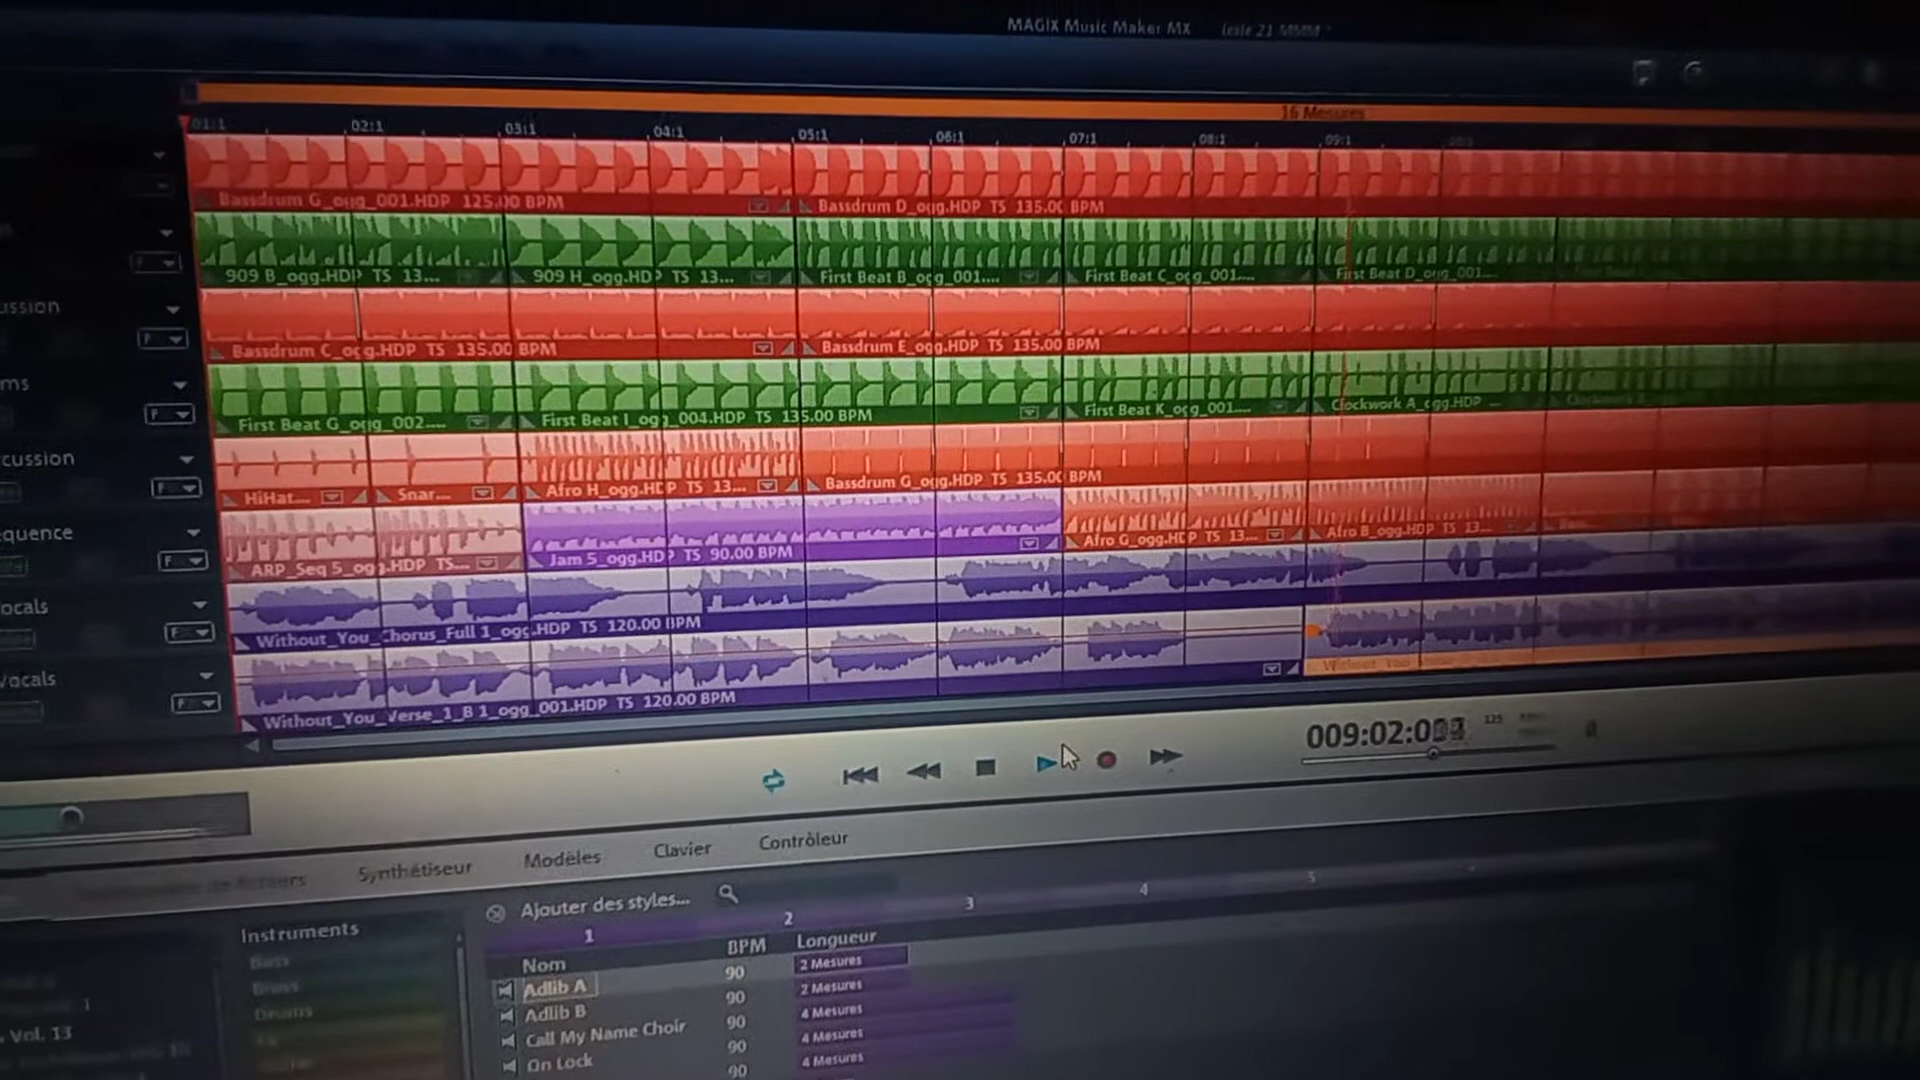 MAGIX Music Maker MX
16 Mesures
01:1 02:1 03:1 04:1 05:1 06:1 07:1 08:1 09:1
Bassdrum G_ogg_001.HDP 125.00 BPM Bassdrum D_ogg.HDP TS 135.00 BPM
909 B_ogg.HDP TS 13... 909 H_ogg.HDP TS 13... First Beat B_ogg_001.... First Beat C_ogg_001.... First Beat D_ogg_001....
ussion
Bassdrum C_ogg.HDP TS 135.00 BPM Bassdrum E_ogg.HDP TS 135.00 BPM
ms
First Beat G_ogg_002.... First Beat I_ogg_004.HDP TS 135.00 BPM First Beat K_ogg_001.... Clockwork A_ogg.HDP ...
cussion
HiHat... Snar... Afro H_ogg.HDP TS 13... Bassdrum G_ogg.HDP TS 135.00 BPM
quence
ARP_Seq 5_ogg.HDP TS... Jam 5_ogg.HDP TS 90.00 BPM Afro G_ogg.HDP TS 13... Afro B_ogg.HDP TS 13...
ocals
Without_You_Chorus_Full 1_ogg.HDP TS 120.00 BPM
Vocals
Without_You_Verse_1_B 1_ogg_001.HDP TS 120.00 BPM
125
Synthétiseur Modèles Clavier Contrôleur
Instruments
Ajouter des styles...
1 2 3 4 5
Nom BPM Longueur
Adlib A 90 2 Mesures
Adlib B 90 2 Mesures
Call My Name Choir 90 4 Mesures
On Lock 90 4 Mesures
90 4 Mesures
Bass
Brass
Drums
Vol. 13